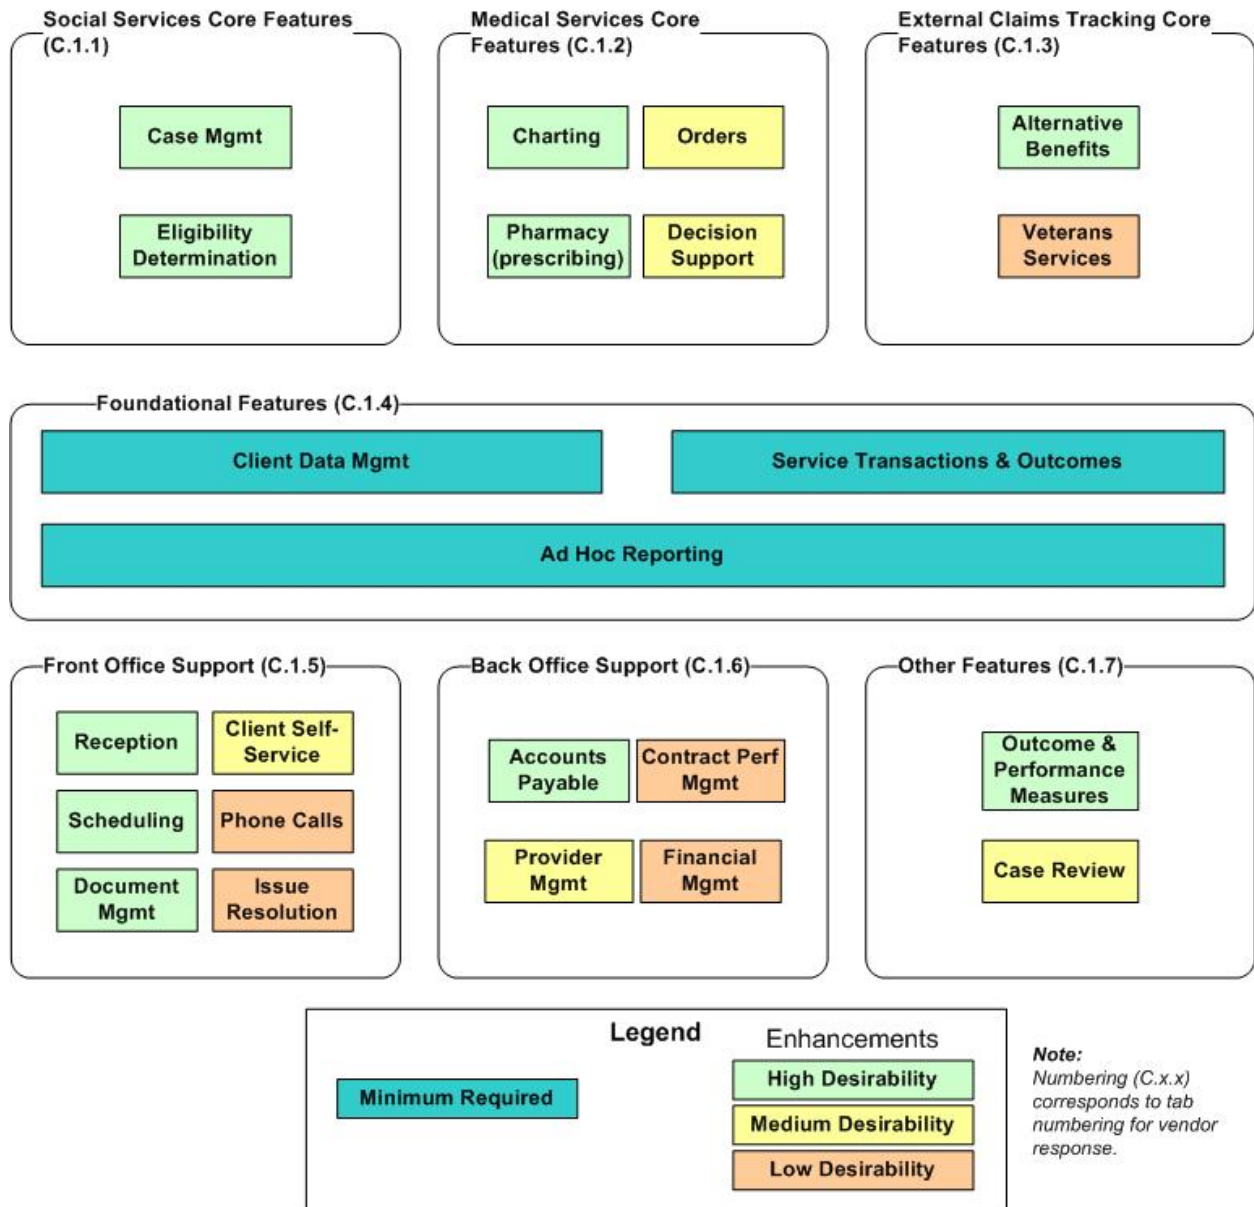 Social Services Core Features
(C.1.1)
Case Mgmt
Eligibility
Determination
Medical Services Core
Features (C.1.2)
Charting
Orders
Pharmacy
(prescribing)
Decision
Support
External Claims Tracking Core
Features (C.1.3)
Alternative
Benefits
Veterans
Services
Foundational Features (C.1.4)
Client Data Mgmt
Service Transactions & Outcomes
Ad Hoc Reporting
Front Office Support (C.1.5)
Reception
Client Self-
Service
Scheduling
Phone Calls
Document
Mgmt
Issue
Resolution
Back Office Support (C.1.6)
Accounts
Payable
Contract Perf
Mgmt
Provider
Mgmt
Financial
Mgmt
Other Features (C.1.7)
Outcome &
Performance
Measures
Case Review
Legend
Minimum Required
Enhancements
High Desirability
Medium Desirability
Low Desirability
Note:
Numbering (C.x.x)
corresponds to tab
numbering for vendor
response.